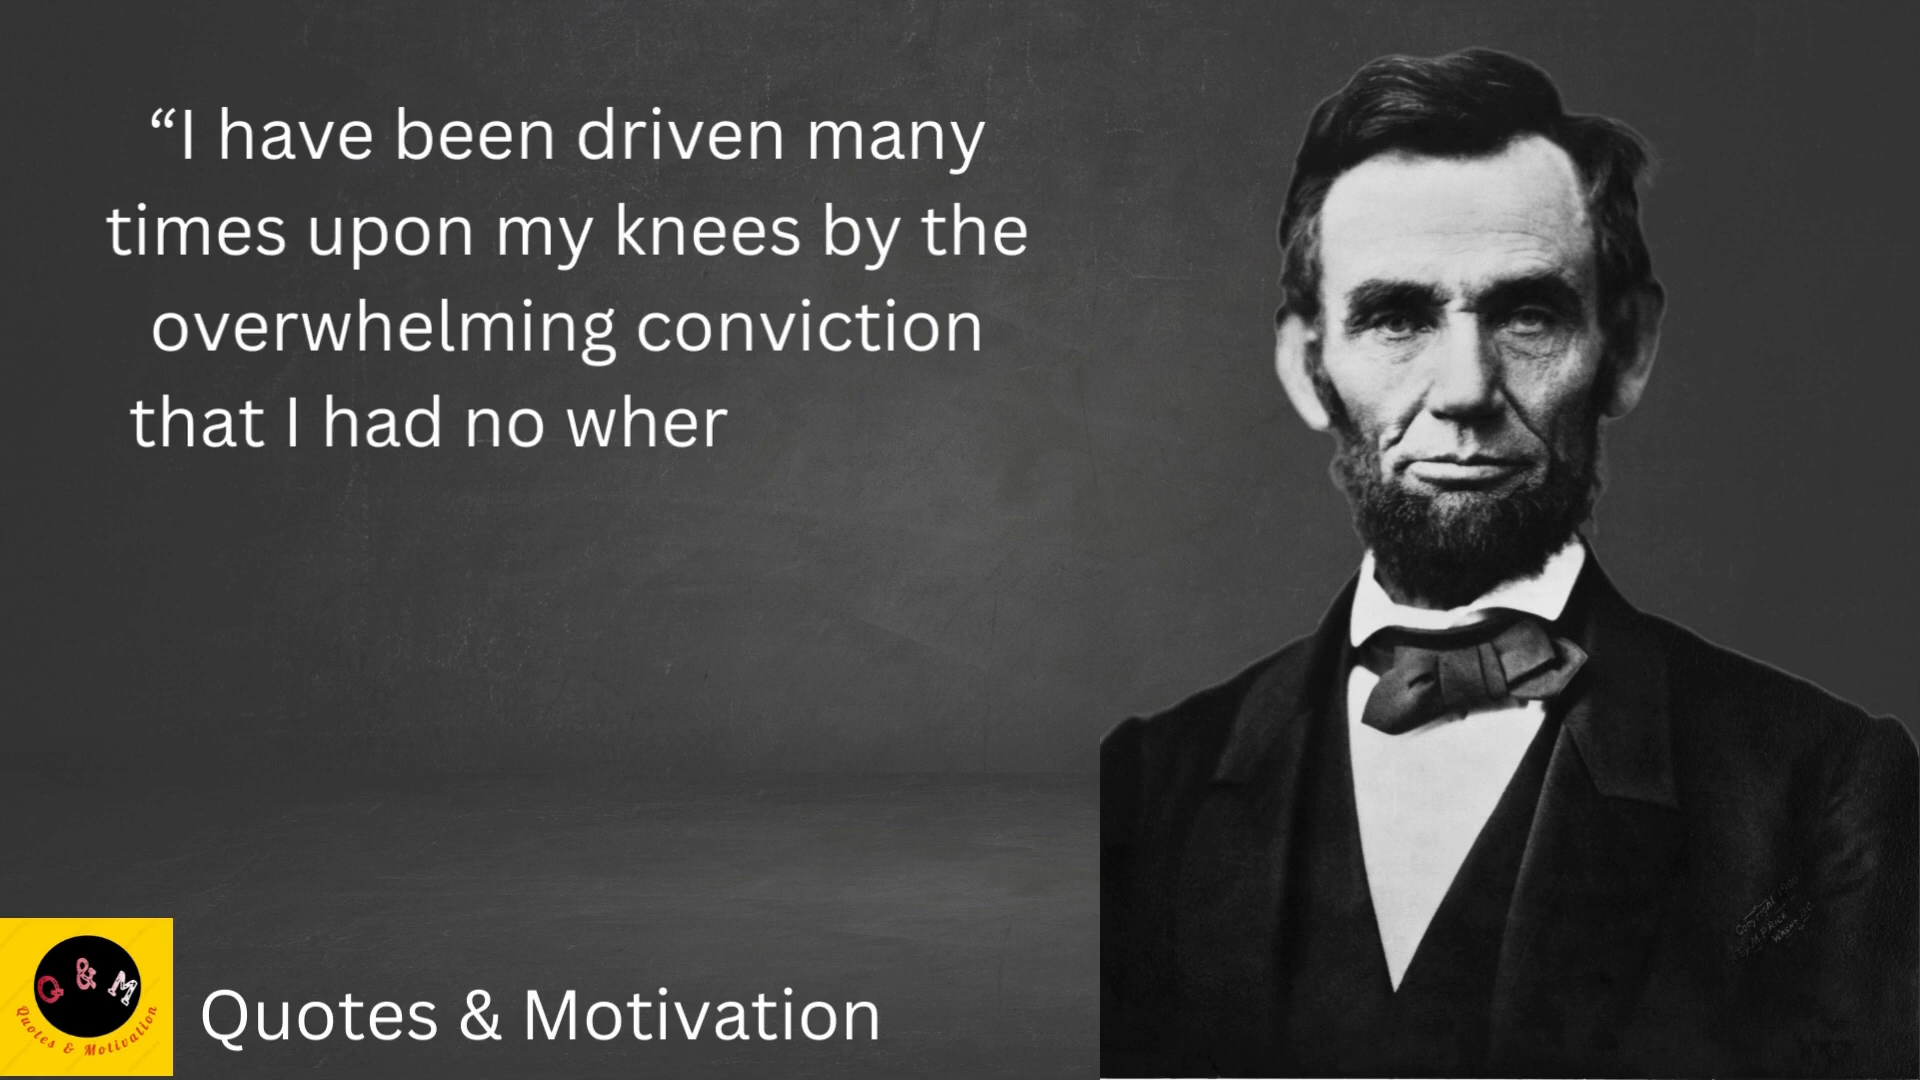 “I have been driven many
times upon my knees by the
overwhelming conviction
that I had no wher
Q & M
Quotes & Motivation
Quotes & Motivation